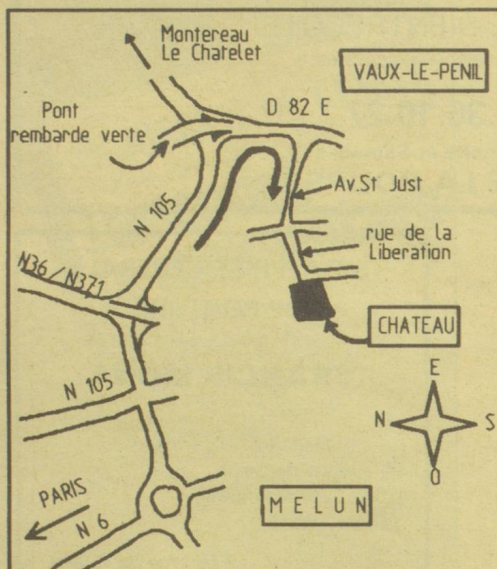 Montereau
Le Chatelet
VAUX-LE-PENIL
D 82 E
Pont
rembarde verte
Av.St Just
N 105
rue de la
Liberation
N36/N371
CHATEAU
N 105
E
N
S
O
PARIS
N 6
MELUN